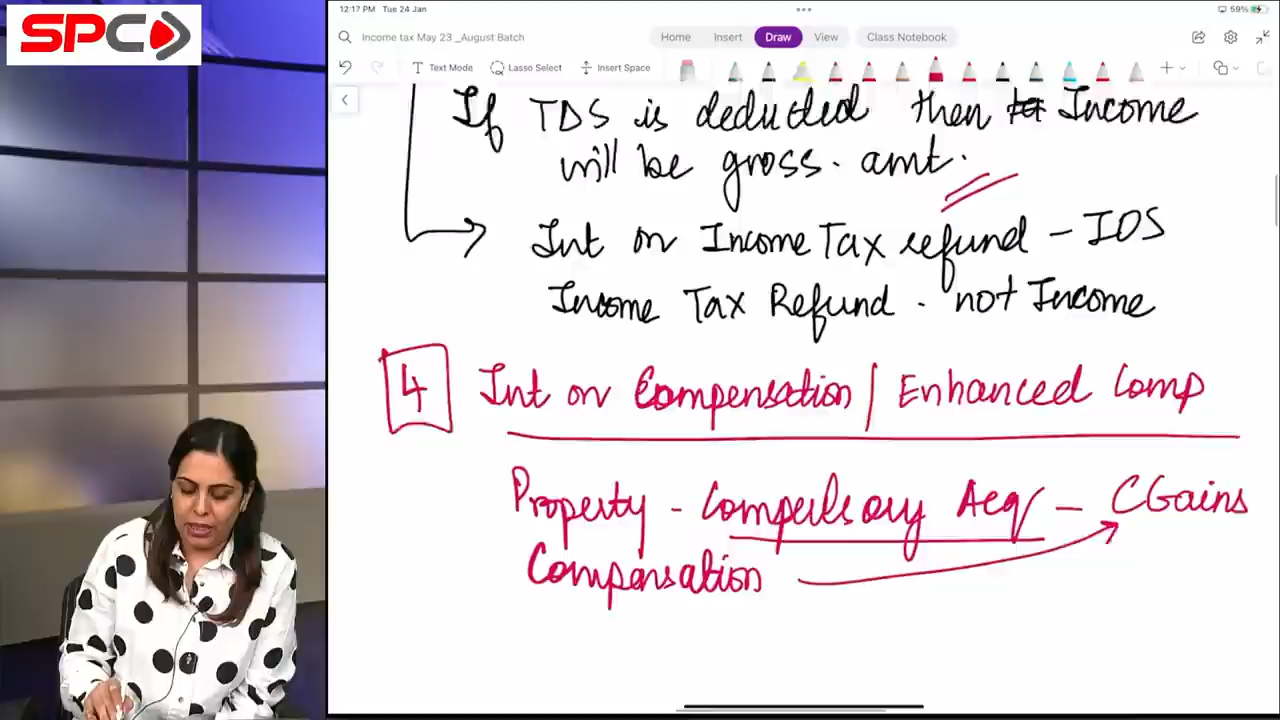 SPC
12:17 PM Tue 24 Jan
59%
Income tax May 23 _August Batch
Home Insert Draw View Class Notebook
Text Mode Lasso Select Insert Space
If TDS is deducted then Income
will be gross. amt.
Int on Income Tax refund - IOS
Income Tax Refund - not Income
4 Int on Compensation / Enhanced Comp
Property - Compulsory Acq - CGains
Compensation